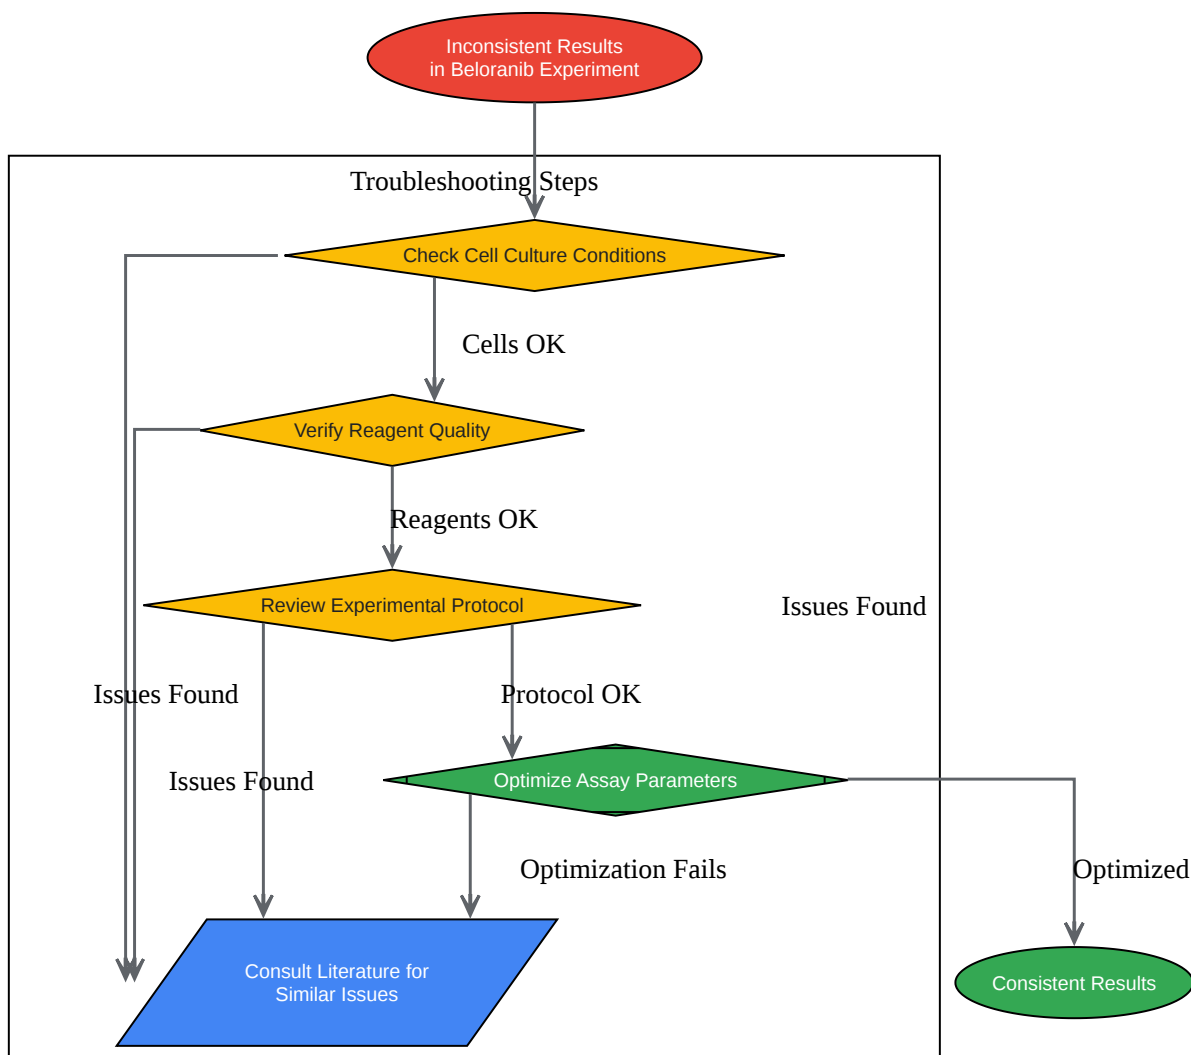 Inconsistent Results
in Beloranib Experiment
Troubleshooting Steps
Check Cell Culture Conditions
Cells OK
Verify Reagent Quality
Reagents OK
Review Experimental Protocol
Issues Found
Issues Found
Protocol OK
Issues Found
Optimize Assay Parameters
Optimization Fails
Optimized
Consult Literature for
Similar Issues
Consistent Results